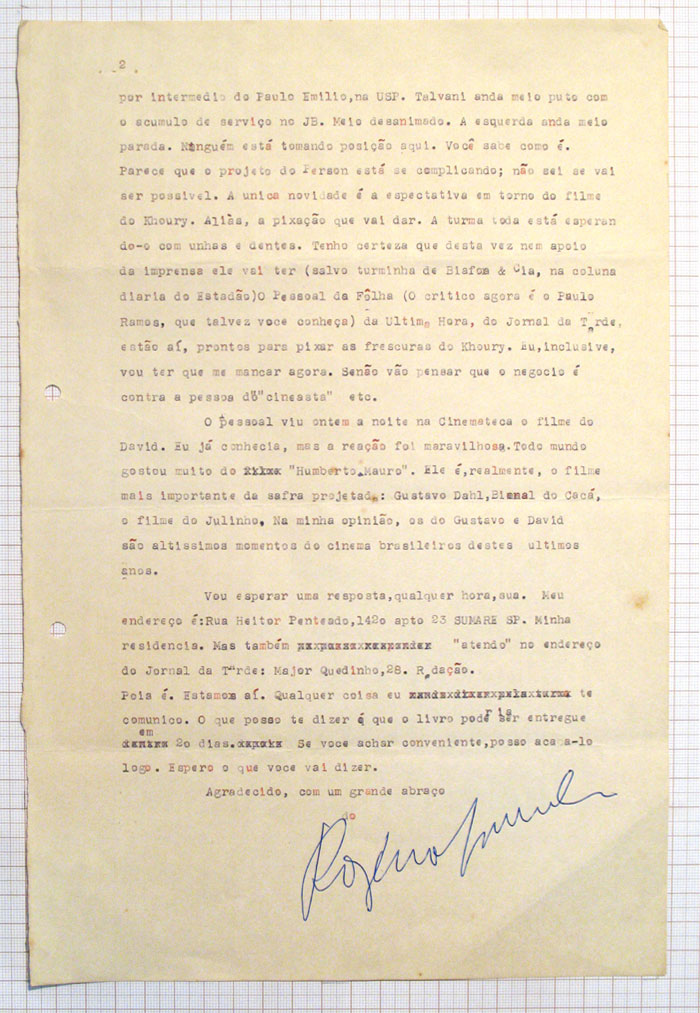 2
por intermedio do Paulo Emilio,na USP. Talvani anda meio puto com
o acumulo de serviço no JB. Meio desanimado. A esquerda anda meio
parada. Ninguém está tomando posição aqui. Você sabe como é.
Parece que o projeto do Person está se complicando; não sei se vai
ser possivel. A unica novidade é a espectativa em torno do filme
do Khoury. Aliàs, a pixação que vai dar. A turma toda está esperan
do-o com unhas e dentes. Tenho certeza que desta vez nem apoio
da imprensa ele vai ter (salvo turminha de Biafora & Cia, na coluna
diaria do Estadão)O Pessoal da Fôlha (O critico agora é o Paulo
Ramos, que talvez voce conheça) da Ultima Hora, do Jornal da Tarde,
estão aí, prontos para pixar as frescuras do Khoury. Eu,inclusive,
vou ter que me mancar agora. Senão vão pensar que o negocio é
contra a pessoa do "cineasta" etc.
O pessoal viu ontem a noite na Cinemateca o filme do
David. Eu já conhecia, mas a reação foi maravilhosa.Todo mundo
gostou muito do "Humberto Mauro". Ele é,realmente, o filme
mais importante da safra projetada: Gustavo Dahl,Bienal do Cacá,
o filme do Julinho, Na minha opinião, os do Gustavo e David
são altissimos momentos do cinema brasileiros destes ultimos
anos.
Vou esperar uma resposta,qualquer hora,sua. Meu
endereço é:Rua Heitor Penteado,142o apto 23 SUMARE SP. Minha
residencia. Mas também "atendo" no endereço
do Jornal da Tarde: Major Quedinho,28. Redação.
Pois é. Estamos aí. Qualquer coisa eu te
comunico. O que posso te dizer é que o livro poderia ser entregue
em 2o dias. Se voce achar conveniente,posso acaba-lo
logo. Espero o que voce vai dizer.
Agradecido, com um grande abraço
do